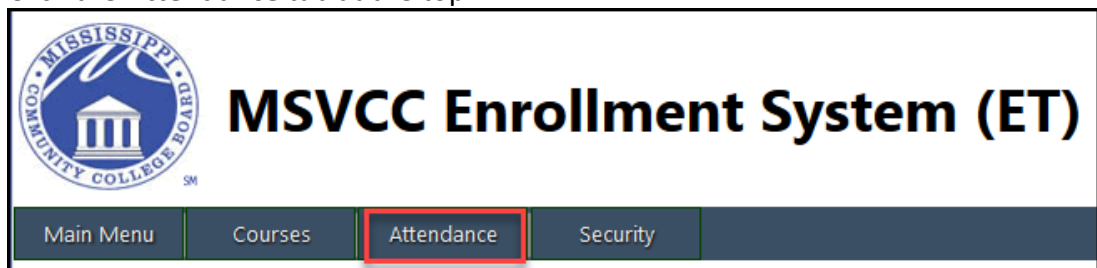 MISSISSIPPI
COMMUNITY COLLEGE BOARD
SM
MSVCC Enrollment System (ET)
Main Menu Courses Attendance Security